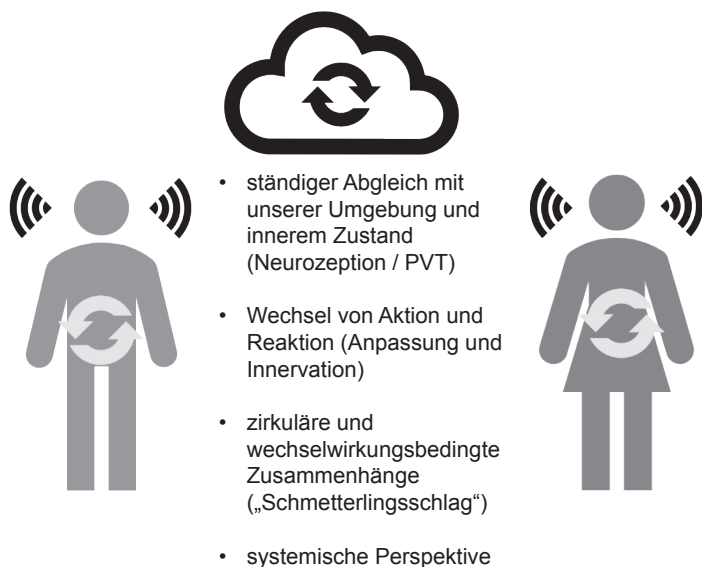 • ständiger Abgleich mit
unserer Umgebung und
innerem Zustand
(Neurozeption / PVT)
• Wechsel von Aktion und
Reaktion (Anpassung und
Innervation)
• zirkuläre und
wechselwirkungsbedingte
Zusammenhänge
(„Schmetterlingsschlag“)
• systemische Perspektive